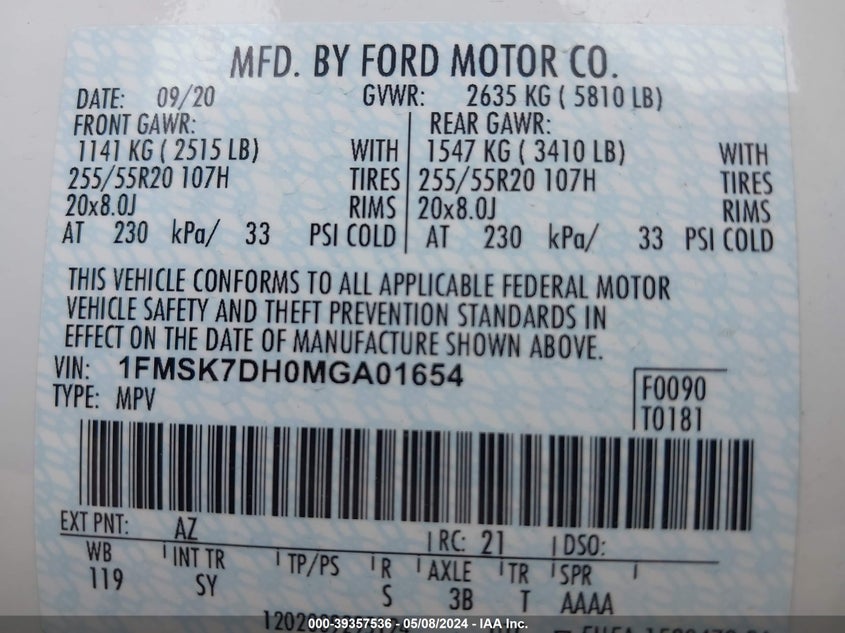 MFD. BY FORD MOTOR CO.
DATE: 09/20 GVWR: 2635 KG ( 5810 LB)
FRONT GAWR: REAR GAWR:
1141 KG ( 2515 LB) WITH 1547 KG ( 3410 LB) WITH
255/55R20 107H TIRES 255/55R20 107H TIRES
20x8.0J RIMS 20x8.0J RIMS
AT 230 kPa/ 33 PSI COLD AT 230 kPa/ 33 PSI COLD
THIS VEHICLE CONFORMS TO ALL APPLICABLE FEDERAL MOTOR
VEHICLE SAFETY AND THEFT PREVENTION STANDARDS IN
EFFECT ON THE DATE OF MANUFACTURE SHOWN ABOVE.
VIN: 1FMSK7DH0MGA01654
TYPE: MPV
F0090
T0181
EXT PNT: AZ RC: 21 DSO:
WB INT TR TP/PS R AXLE TR SPR
119 SY S 3B T AAAA
000-39357536 - 05/08/2024 - IAA, Inc.